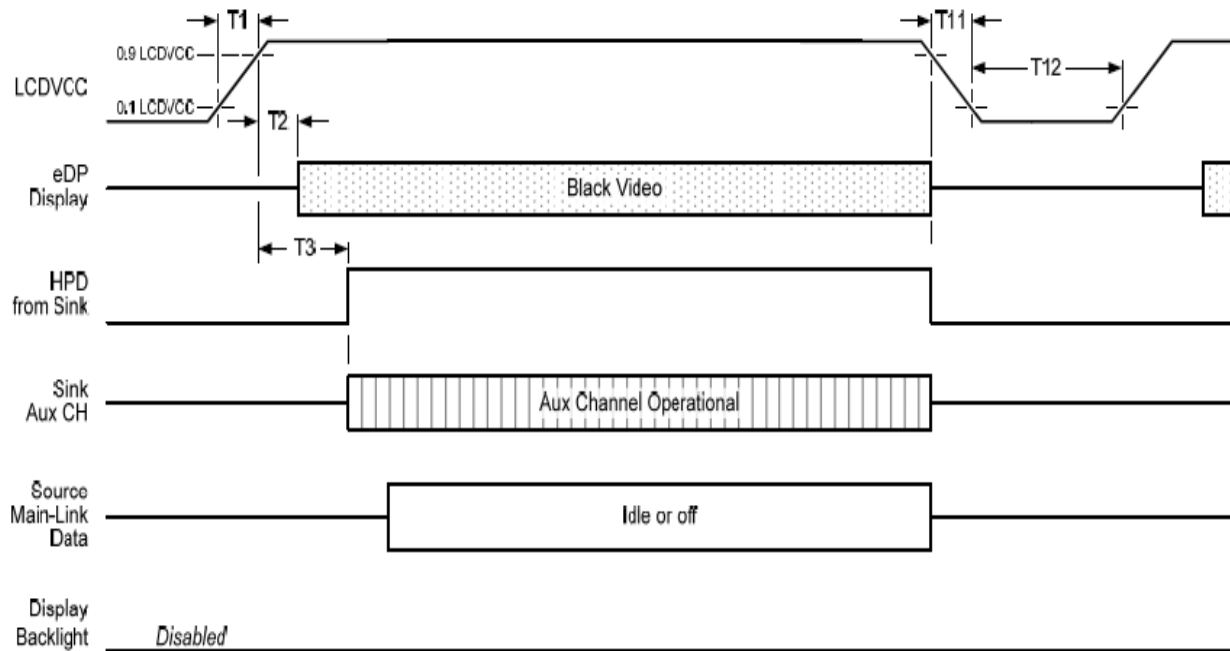 T1
T11
0.9 LCDVCC
LCDVCC
T12
0.1 LCDVCC
T2
eDP
Display
Black Video
T3
HPD
from Sink
Sink
Aux CH
Aux Channel Operational
Source
Main-Link
Data
Idle or off
Display
Backlight
Disabled